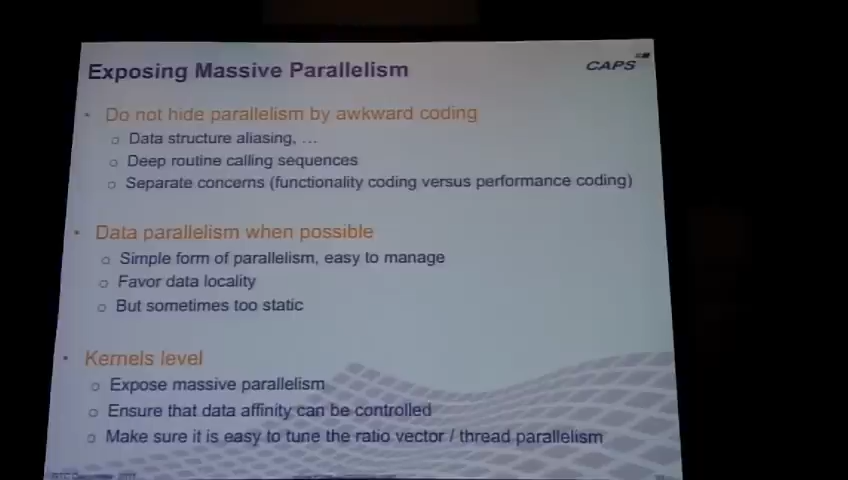 Exposing Massive Parallelism
CAPS
• Do not hide parallelism by awkward coding
o Data structure aliasing, …
o Deep routine calling sequences
o Separate concerns (functionality coding versus performance coding)
• Data parallelism when possible
o Simple form of parallelism, easy to manage
o Favor data locality
o But sometimes too static
• Kernels level
o Expose massive parallelism
o Ensure that data affinity can be controlled
o Make sure it is easy to tune the ratio vector / thread parallelism